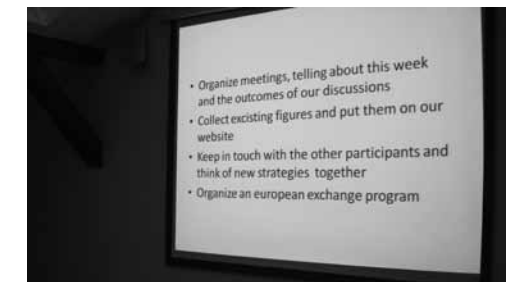 • Organize meetings, telling about this week
and the outcomes of our discussions
• Collect excisting figures and put them on our
website
• Keep in touch with the other participants and
think of new strategies together
• Organize an european exchange program